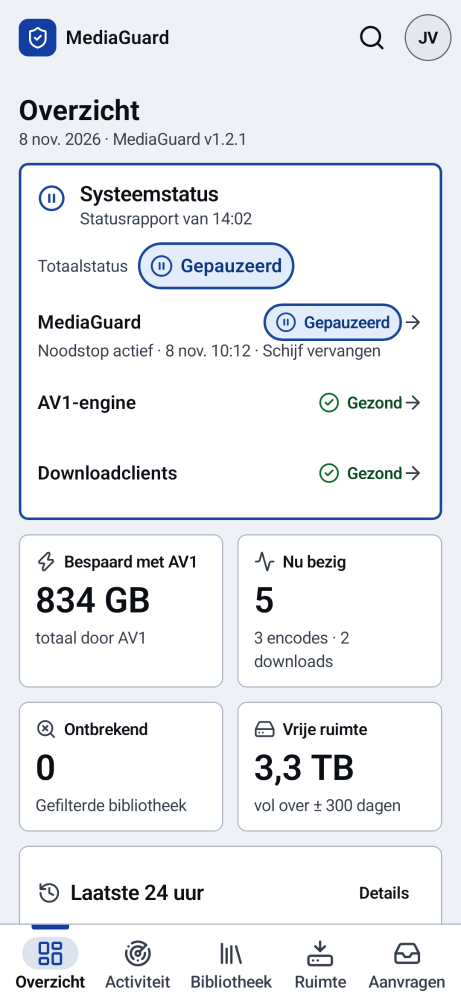 MediaGuard
JV
Overzicht
8 nov. 2026 · MediaGuard v1.2.1
Systeemstatus
Statusrapport van 14:02
Totaalstatus Gepauzeerd
MediaGuard Gepauzeerd
Noodstop actief · 8 nov. 10:12 · Schijf vervangen
AV1-engine Gezond
Downloadclients Gezond
Bespaard met AV1
834 GB
totaal door AV1
Nu bezig
5
3 encodes · 2
downloads
Ontbrekend
0
Gefilterde bibliotheek
Vrije ruimte
3,3 TB
vol over ± 300 dagen
Laatste 24 uur Details
Overzicht Activiteit Bibliotheek Ruimte Aanvragen